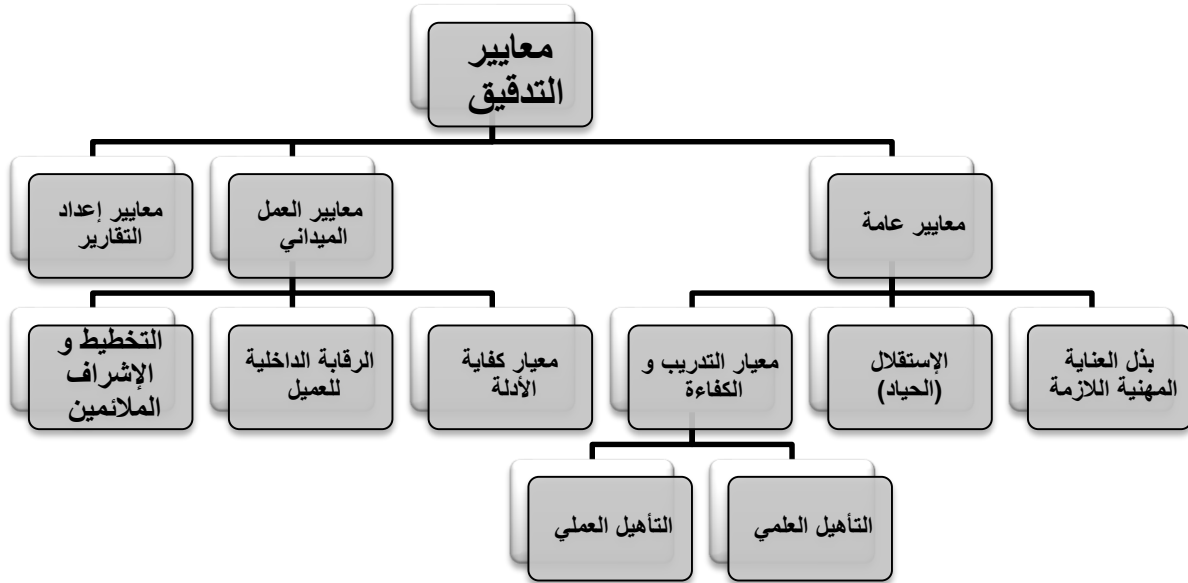 معايير
التدقيق
معايير عامة
معايير العمل
الميداني
معايير إعداد
التقارير
بذل العناية
المهنية اللازمة
الإستقلال
(الحياد)
معيار التدريب و
الكفاءة
معيار كفاية
الأدلة
الرقابة الداخلية
للعميل
التخطيط و
الإشراف
الملائمين
التأهيل العلمي
التأهيل العملي